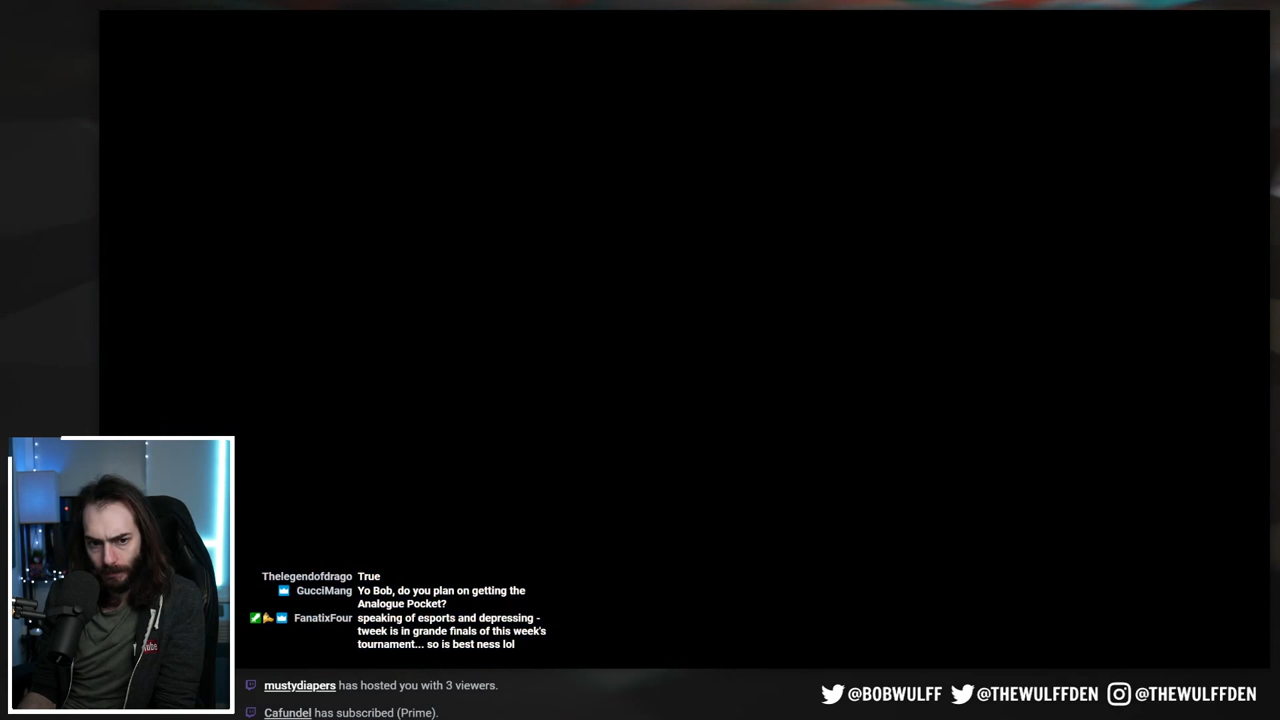 Thelegendofdrago True
GucciMang Yo Bob, do you plan on getting the
Analogue Pocket?
FanatixFour speaking of esports and depressing -
tweek is in grande finals of this week's
tournament... so is best ness lol
mustydiapers has hosted you with 3 viewers.
Cafundel has subscribed (Prime).
@BOBWULFF @THEWULFFDEN @THEWULFFDEN